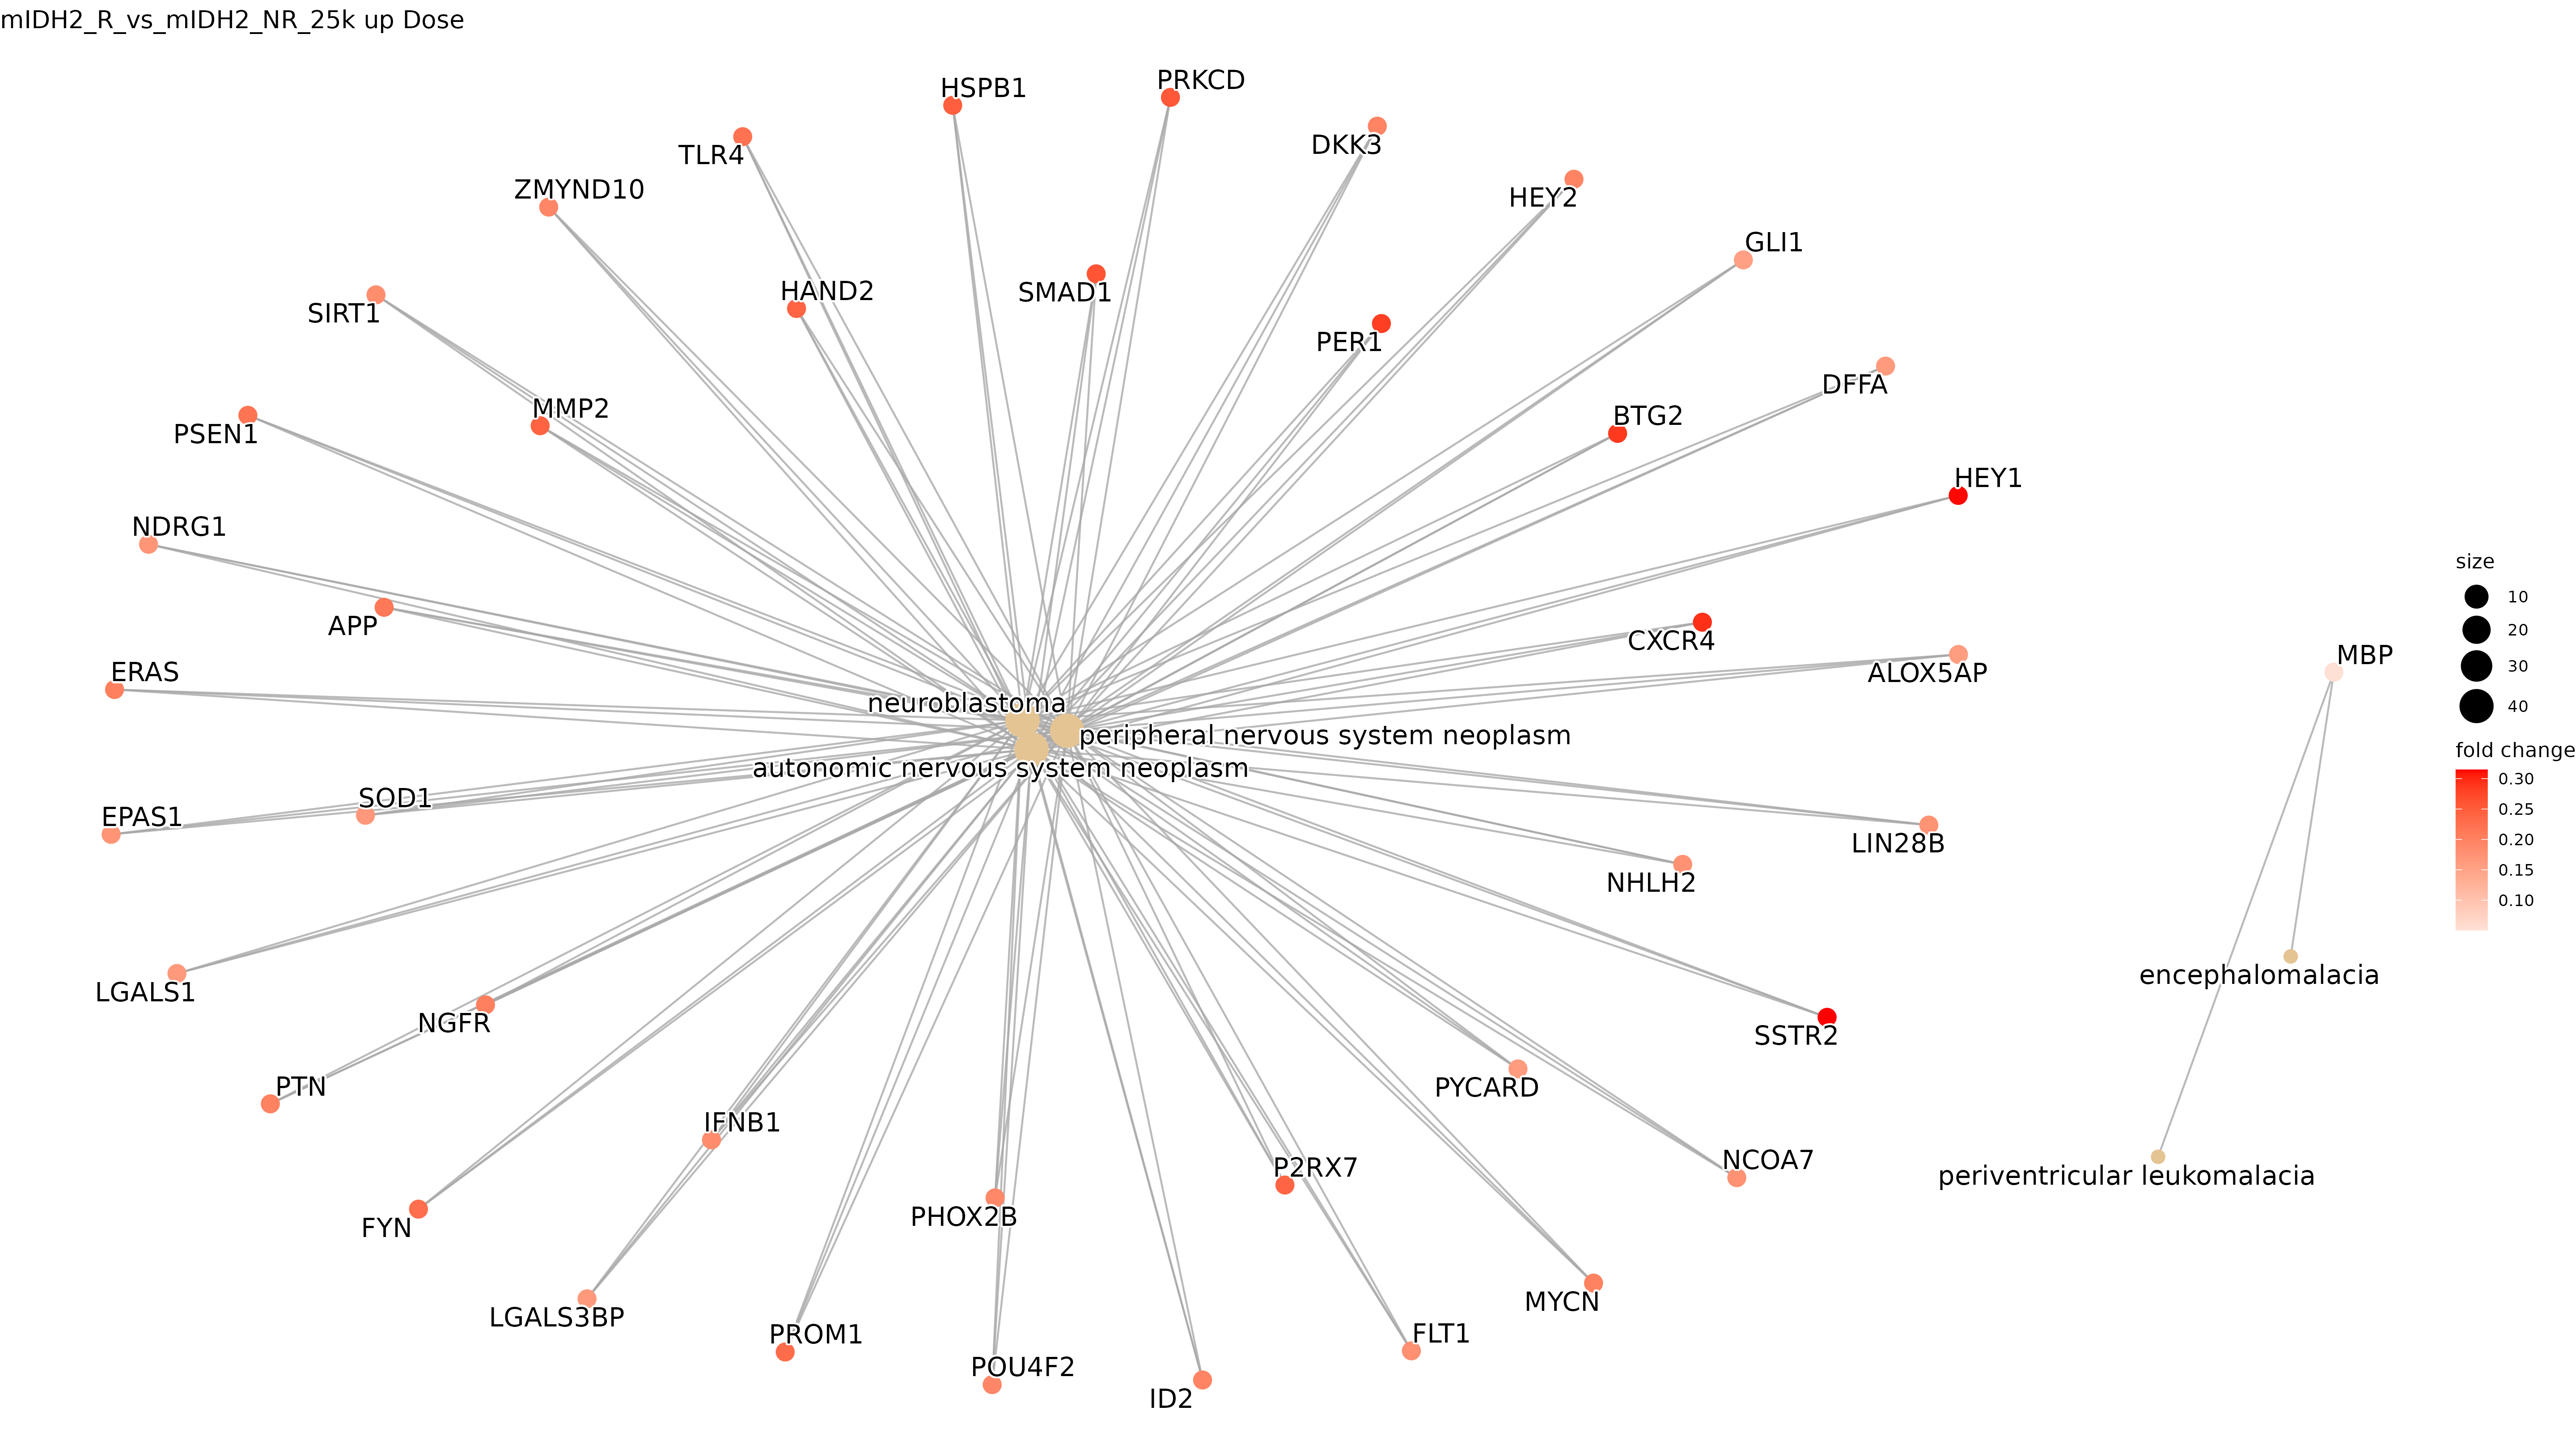 mIDH2_R_vs_mIDH2_NR_25k up Dose
HSPB1
PRKCD
TLR4
DKK3
ZMYND10
HEY2
GLI1
HAND2
SMAD1
SIRT1
PER1
DFFA
MMP2
BTG2
PSEN1
HEY1
NDRG1
APP
CXCR4
ERAS
ALOX5AP
MBP
neuroblastoma
peripheral nervous system neoplasm
autonomic nervous system neoplasm
SOD1
EPAS1
LIN28B
NHLH2
encephalomalacia
LGALS1
NGFR
SSTR2
PTN
PYCARD
IFNB1
NCOA7
P2RX7
periventricular leukomalacia
PHOX2B
FYN
MYCN
LGALS3BP
PROM1
FLT1
POU4F2
ID2
size
10
20
30
40
fold change
0.30
0.25
0.20
0.15
0.10